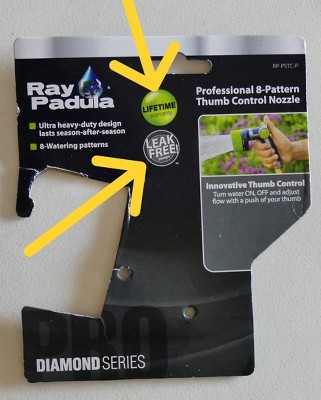 RP-PSTC-P
Ray
Padula
Professional 8-Pattern
Thumb Control Nozzle
LIFETIME
warranty
Ultra heavy-duty design
lasts season-after-season
8-Watering patterns
LEAK
FREE!
design
Innovative Thumb Control
Turn water ON, OFF and adjust
flow with a push of your thumb
PRO
DIAMOND SERIES